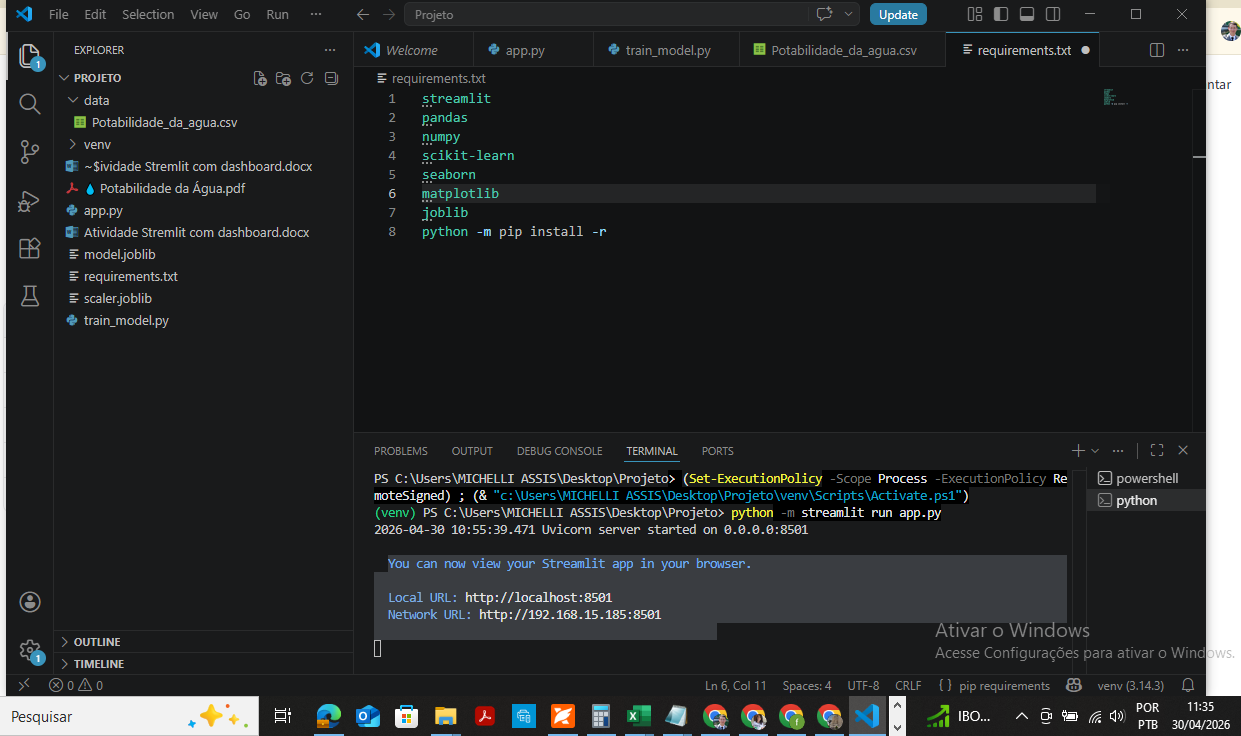 File Edit Selection View Go Run ··· Projeto Update
EXPLORER ···
Welcome app.py train_model.py Potabilidade_da_agua.csv requirements.txt ···
PROJETO
data
Potabilidade_da_agua.csv
venv
~$ividade Stremlit com dashboard.docx
Potabilidade da Água.pdf
app.py
Atividade Stremlit com dashboard.docx
model.joblib
requirements.txt
scaler.joblib
train_model.py
OUTLINE
TIMELINE
requirements.txt
1 streamlit
2 pandas
3 numpy
4 scikit-learn
5 seaborn
6 matplotlib
7 joblib
8 python -m pip install -r
ntar
PROBLEMS OUTPUT DEBUG CONSOLE TERMINAL PORTS
PS C:\Users\MICHELLI ASSIS\Desktop\Projeto> (Set-ExecutionPolicy -Scope Process -ExecutionPolicy Re
moteSigned) ; (& "c:\Users\MICHELLI ASSIS\Desktop\Projeto\venv\Scripts\Activate.ps1")
(venv) PS C:\Users\MICHELLI ASSIS\Desktop\Projeto> python -m streamlit run app.py
2026-04-30 10:55:39.471 Uvicorn server started on 0.0.0.0:8501
You can now view your Streamlit app in your browser.
Local URL: http://localhost:8501
Network URL: http://192.168.15.185:8501
powershell
python
Ativar o Windows
Acesse Configurações para ativar o Windows.
1
1
0 0 Ln 6, Col 11 Spaces: 4 UTF-8 CRLF { } pip requirements venv (3.14.3)
Pesquisar
IBO...
POR
PTB
11:35
30/04/2026